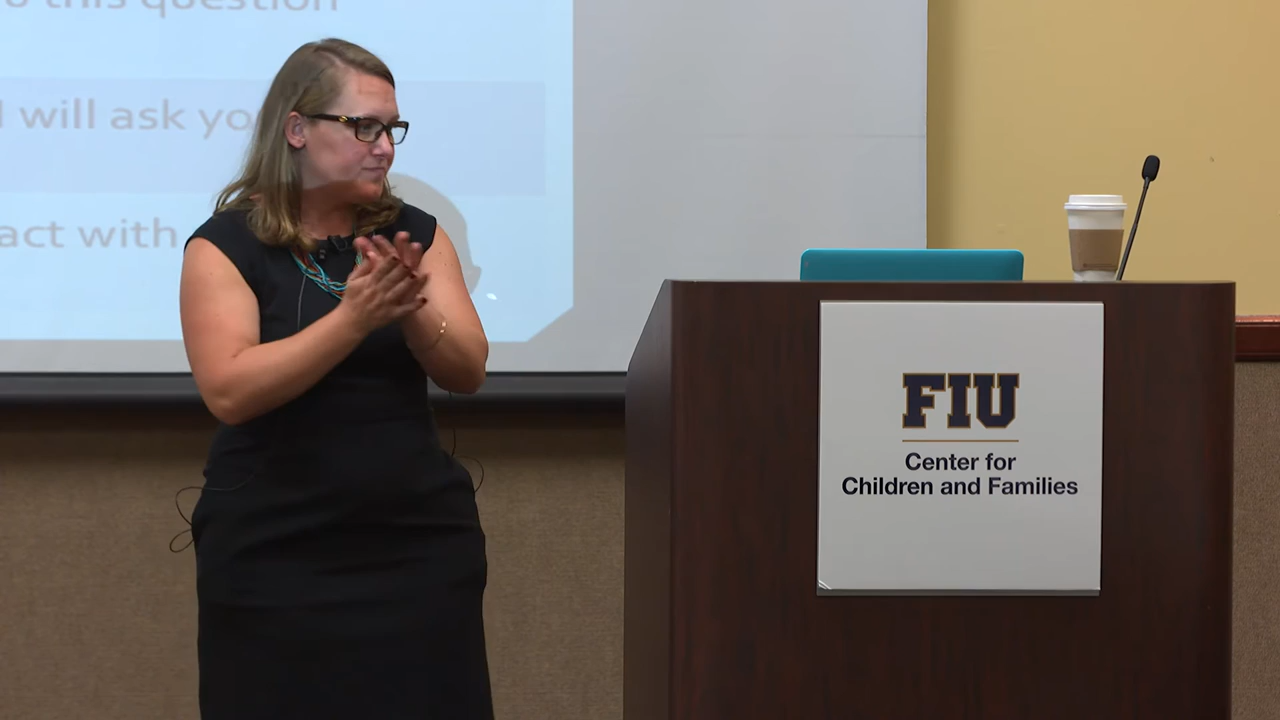 this question
I will ask yo
act with
FIU
Center for
Children and Families